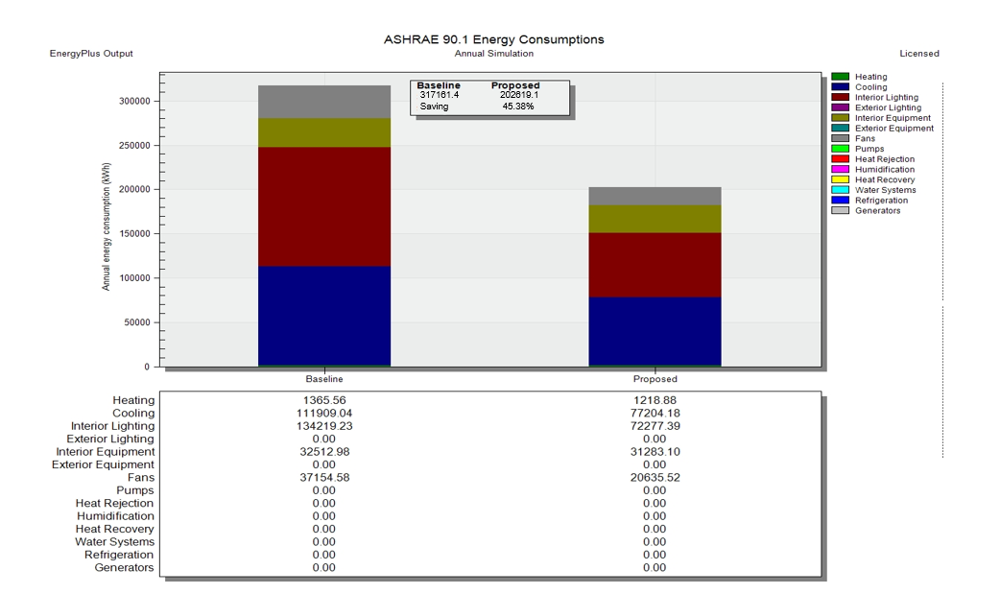 ASHRAE 90.1 Energy Consumptions
EnergyPlus Output
Annual Simulation
Licensed
Baseline Proposed
317161.4 202619.1
Saving 45.38%
Annual energy consumption (kWh)
300000
250000
200000
150000
100000
50000
0
Baseline Proposed
Heating
Cooling
Interior Lighting
Exterior Lighting
Interior Equipment
Exterior Equipment
Fans
Pumps
Heat Rejection
Humidification
Heat Recovery
Water Systems
Refrigeration
Generators
Heating 1365.56 1218.88
Cooling 111909.04 77204.18
Interior Lighting 134219.23 72277.39
Exterior Lighting 0.00 0.00
Interior Equipment 32512.98 31283.10
Exterior Equipment 0.00 0.00
Fans 37154.58 20635.52
Pumps 0.00 0.00
Heat Rejection 0.00 0.00
Humidification 0.00 0.00
Heat Recovery 0.00 0.00
Water Systems 0.00 0.00
Refrigeration 0.00 0.00
Generators 0.00 0.00